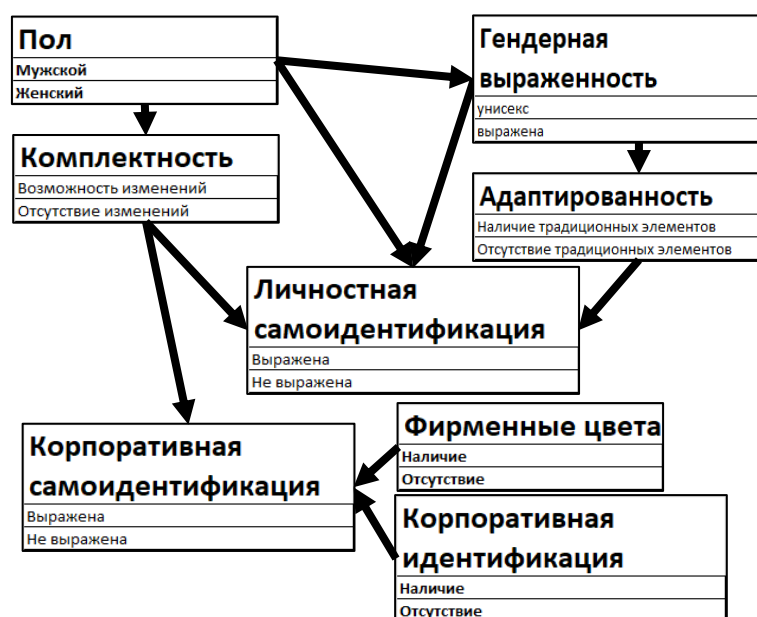 Пол
Мужской
Женский
Гендерная
выраженность
унисекс
выражена
Комплектность
Возможность изменений
Отсутствие изменений
Адаптированность
Наличие традиционных элементов
Отсутствие традиционных элементов
Личностная
самоидентификация
Выражена
Не выражена
Корпоративная
самоидентификация
Выражена
Не выражена
Фирменные цвета
Наличие
Отсутствие
Корпоративная
идентификация
Наличие
Отсутствие